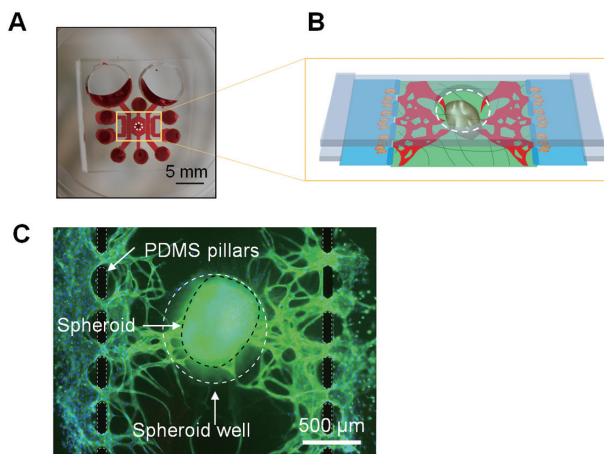 A
B
5 mm
C
PDMS pillars
Spheroid
Spheroid well
500 μm